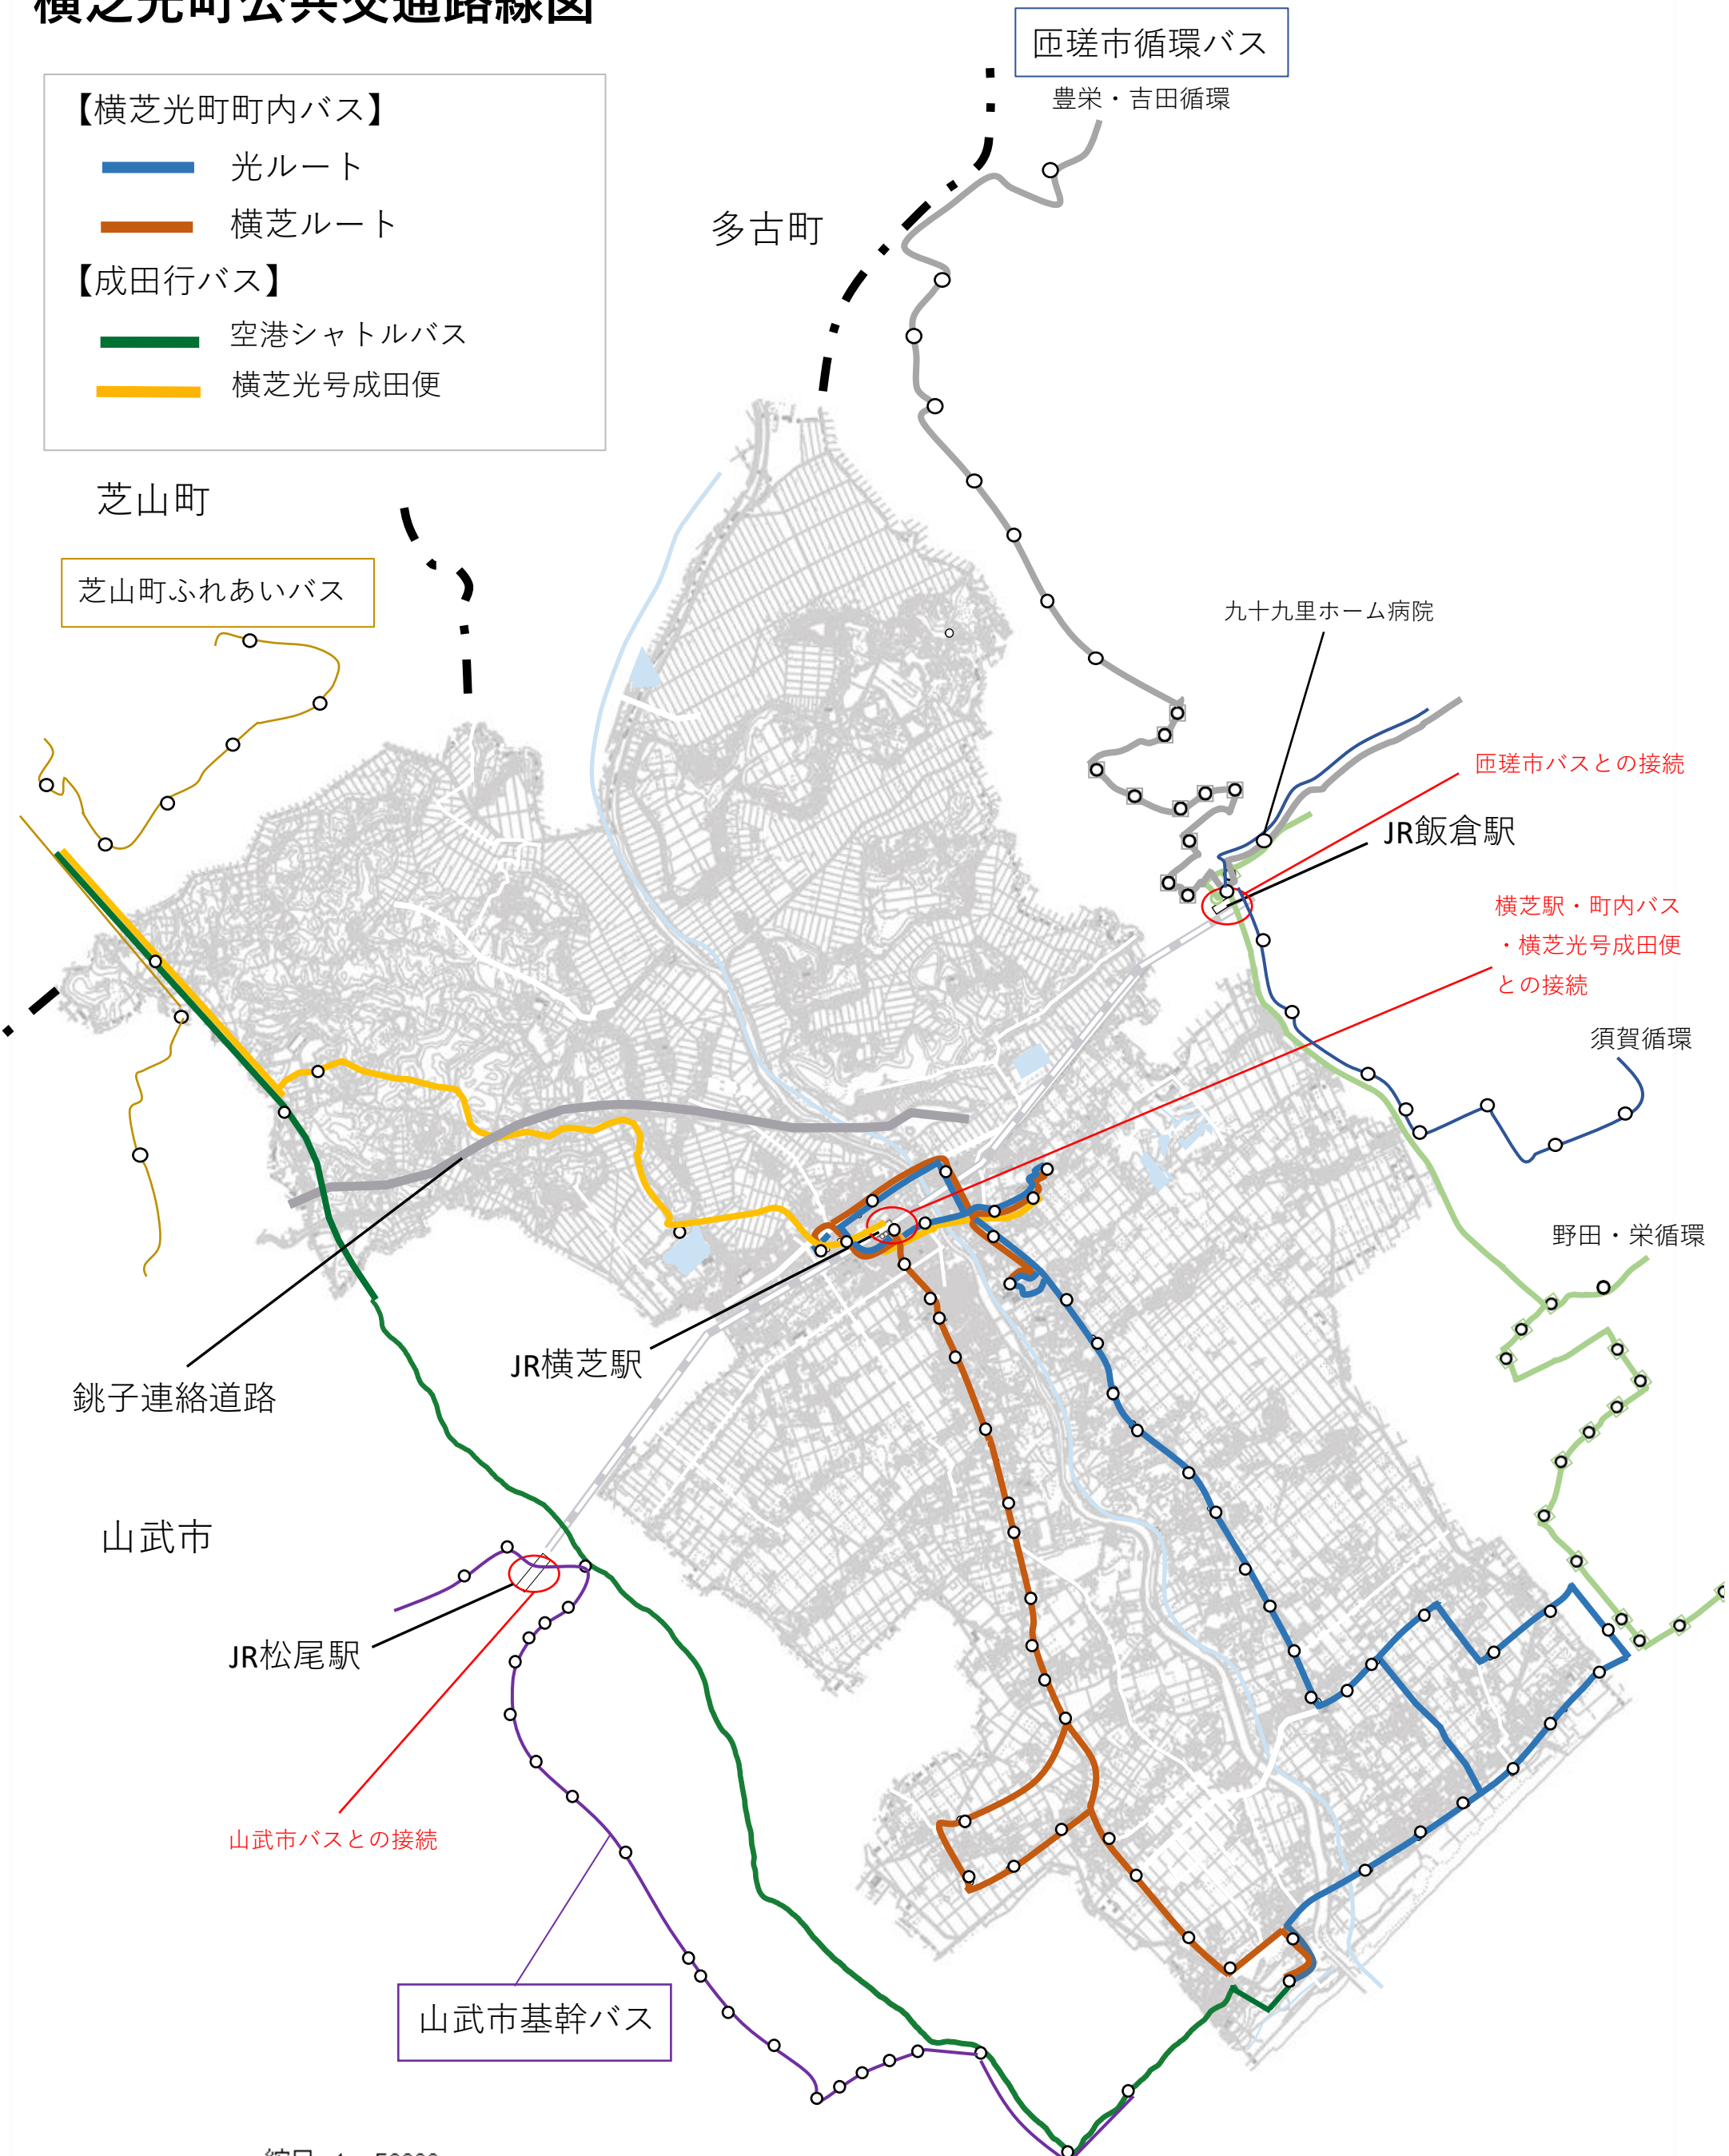 横芝光町公共交通路線図
匝瑳市循環バス
豊栄・吉田循環
【横芝光町町内バス】
光ルート
横芝ルート
【成田行バス】
空港シャトルバス
横芝光号成田便
多古町
芝山町
芝山町ふれあいバス
九十九里ホーム病院
匝瑳市バスとの接続
JR飯倉駅
横芝駅・町内バス
・横芝光号成田便
との接続
須賀循環
野田・栄循環
JR横芝駅
銚子連絡道路
山武市
JR松尾駅
山武市バスとの接続
山武市基幹バス